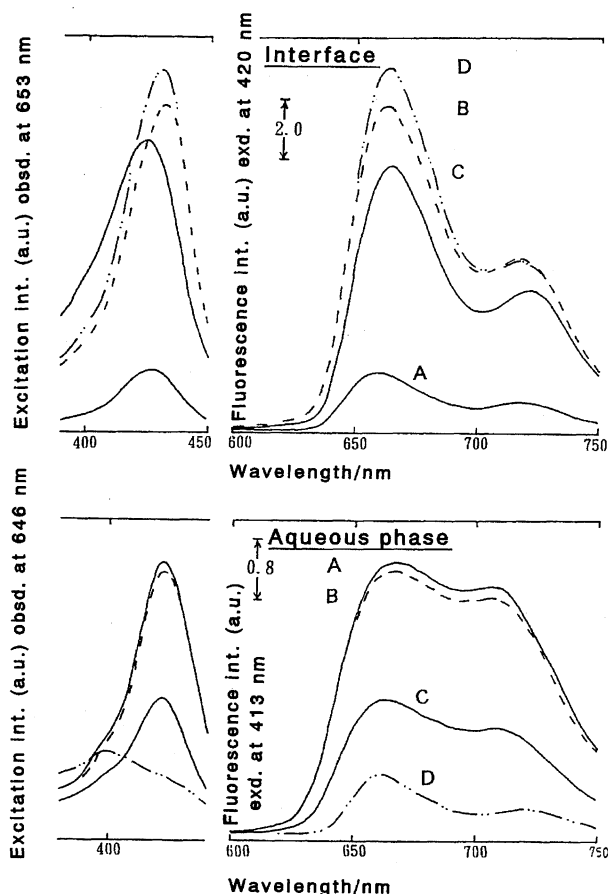 Excitation int. (a.u.) obsd. at 653 nm
400
450
Wavelength/nm
Fluorescence int. (a.u.) exd. at 420 nm
Interface
2.0
D
B
C
A
600
650
700
750
Excitation int. (a.u.) obsd. at 646 nm
400
Wavelength/nm
Fluorescence int. (a.u.)
exd. at 413 nm
Aqueous phase
0.8
A
B
C
D
600
650
700
750